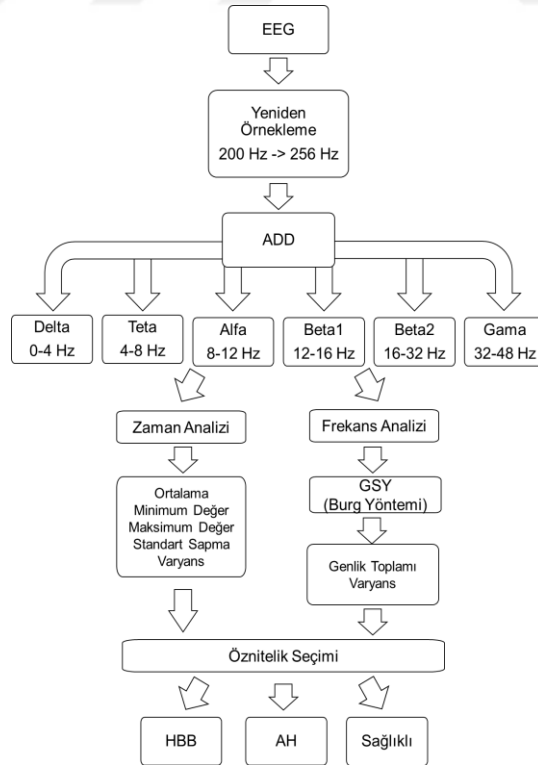 EEG
Yeniden
Örnekleme
200 Hz -> 256 Hz
ADD
Delta
0-4 Hz
Teta
4-8 Hz
Alfa
8-12 Hz
Beta1
12-16 Hz
Beta2
16-32 Hz
Gama
32-48 Hz
Zaman Analizi
Frekans Analizi
Ortalama
Minimum Değer
Maksimum Değer
Standart Sapma
Varyans
GSY
(Burg Yöntemi)
Genlik Toplamı
Varyans
Öznitelik Seçimi
HBB
AH
Sağlıklı